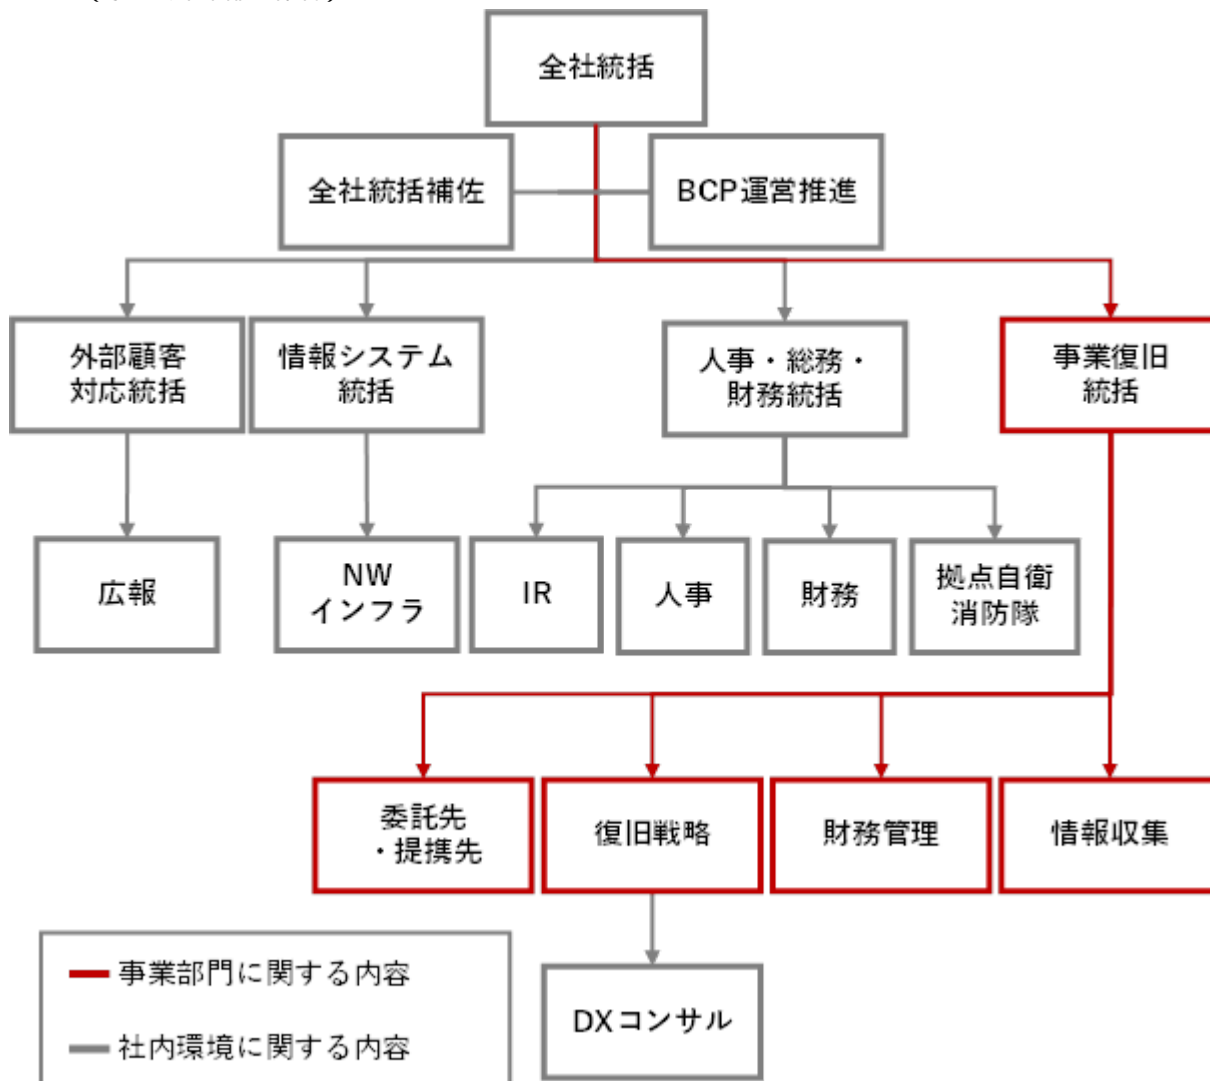 全社統括
全社統括補佐
BCP運営推進
外部顧客
対応統括
情報システム
統括
人事・総務・
財務統括
事業復旧
統括
広報
NW
インフラ
IR
人事
財務
拠点自衛
消防隊
委託先
・提携先
復旧戦略
財務管理
情報収集
DXコンサル
事業部門に関する内容
社内環境に関する内容